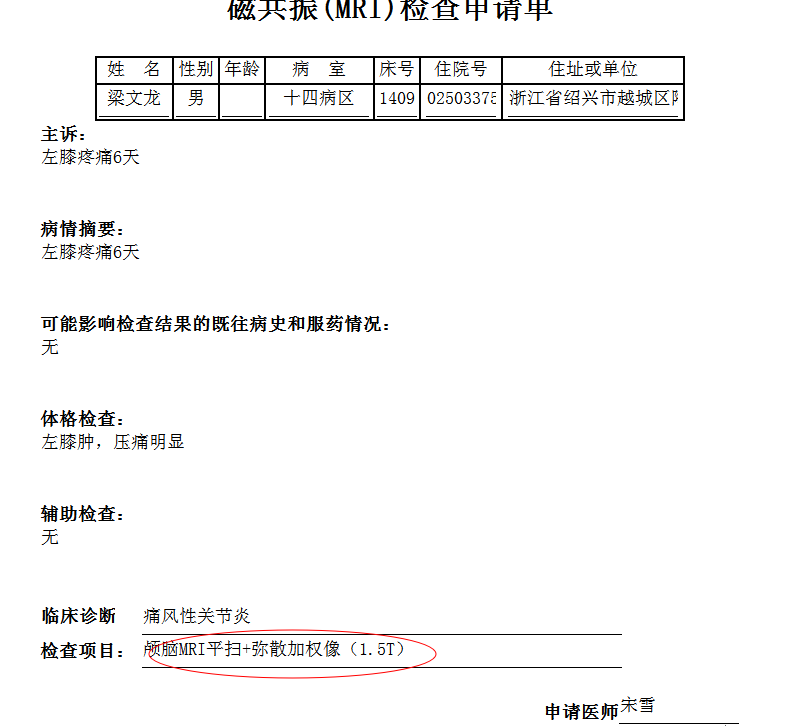 磁共振(MRI)检查申请单
姓 名 性别 年龄 病 室 床号 住院号 住址或单位
梁文龙 男 十四病区 1409 0250337 浙江省绍兴市越城区
主诉：
左膝疼痛6天
病情摘要：
左膝疼痛6天
可能影响检查结果的既往病史和服药情况：
无
体格检查：
左膝肿，压痛明显
辅助检查：
无
临床诊断 痛风性关节炎
检查项目： 颅脑MRI平扫+弥散加权像（1.5T）
申请医师 宋雪